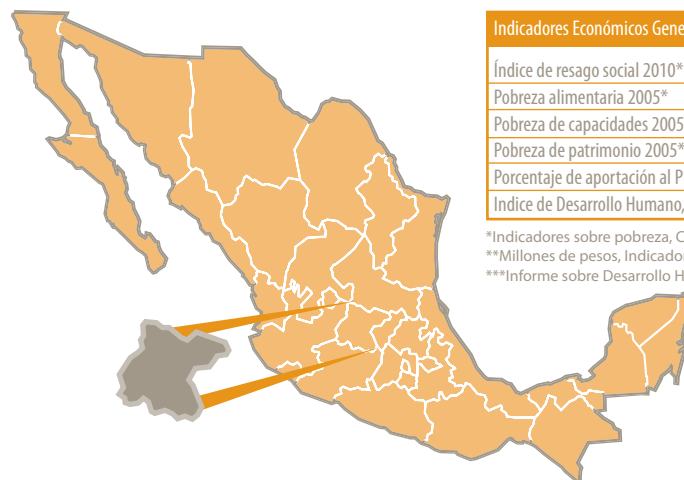 Indicadores Económicos Gene
Índice de resago social 2010*
Pobreza alimentaria 2005*
Pobreza de capacidades 2005
Pobreza de patrimonio 2005*
Porcentaje de aportación al P
Indice de Desarrollo Humano,
*Indicadores sobre pobreza, C
**Millones de pesos, Indicador
***Informe sobre Desarrollo H